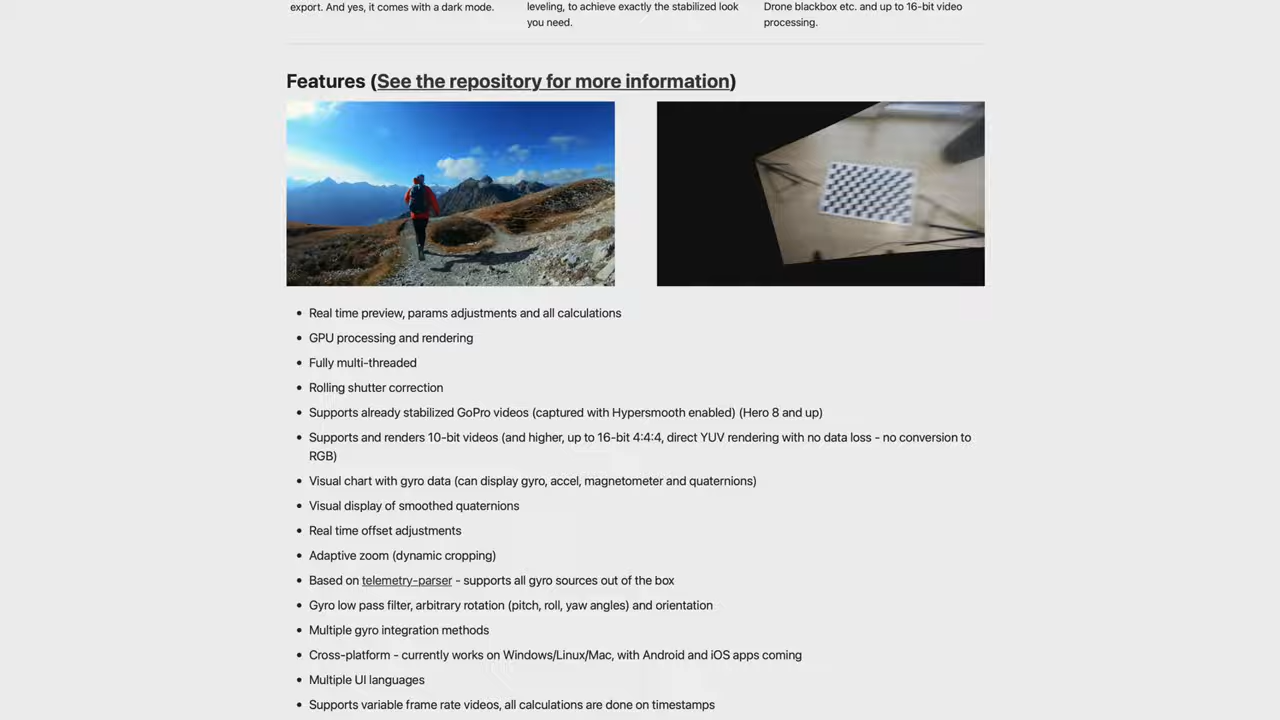 export. And yes, it comes with a dark mode.
leveling, to achieve exactly the stabilized look
you need.
Drone blackbox etc. and up to 16-bit video
processing.
Features (See the repository for more information)
• Real time preview, params adjustments and all calculations
• GPU processing and rendering
• Fully multi-threaded
• Rolling shutter correction
• Supports already stabilized GoPro videos (captured with Hypersmooth enabled) (Hero 8 and up)
• Supports and renders 10-bit videos (and higher, up to 16-bit 4:4:4, direct YUV rendering with no data loss - no conversion to
RGB)
• Visual chart with gyro data (can display gyro, accel, magnetometer and quaternions)
• Visual display of smoothed quaternions
• Real time offset adjustments
• Adaptive zoom (dynamic cropping)
• Based on telemetry-parser - supports all gyro sources out of the box
• Gyro low pass filter, arbitrary rotation (pitch, roll, yaw angles) and orientation
• Multiple gyro integration methods
• Cross-platform - currently works on Windows/Linux/Mac, with Android and iOS apps coming
• Multiple UI languages
• Supports variable frame rate videos, all calculations are done on timestamps